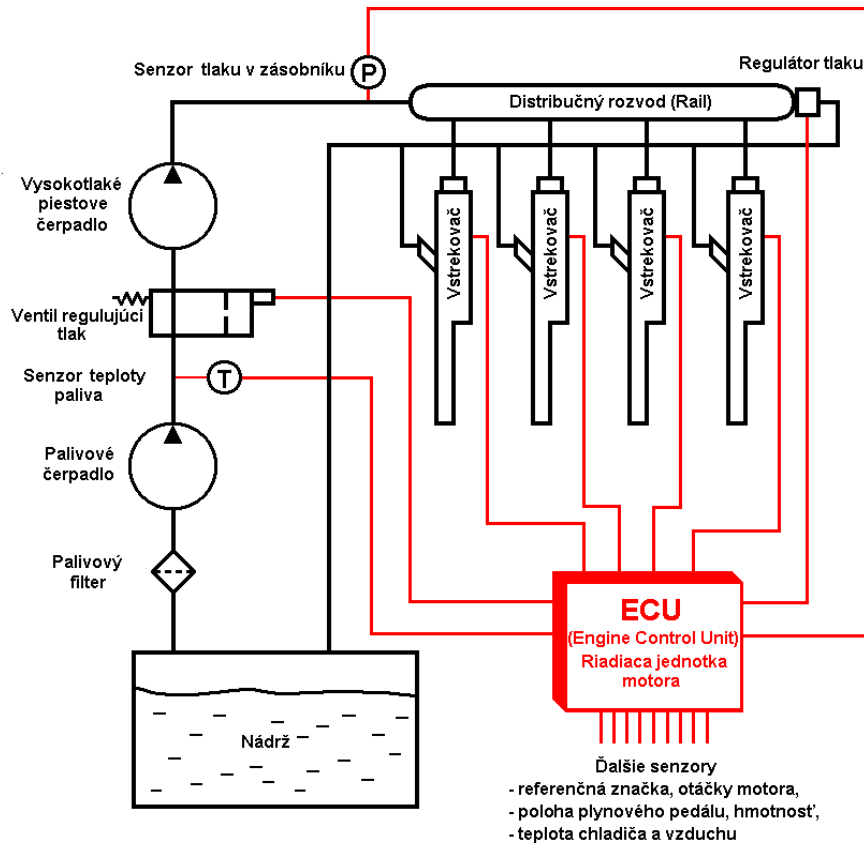 Senzor tlaku v zásobníku
P
Regulátor tlaku
Distribučný rozvod (Rail)
Vysokotlaké
piestove
čerpadlo
Vstrekovač
Vstrekovač
Vstrekovač
Vstrekovač
Ventil regulujúci
tlak
Senzor teploty
paliva
T
Palivové
čerpadlo
Palivový
filter
ECU
(Engine Control Unit)
Riadiaca jednotka
motora
Nádrž
Ďalšie senzory
- referenčná značka, otáčky motora,
- poloha plynového pedálu, hmotnosť,
- teplota chladiča a vzduchu